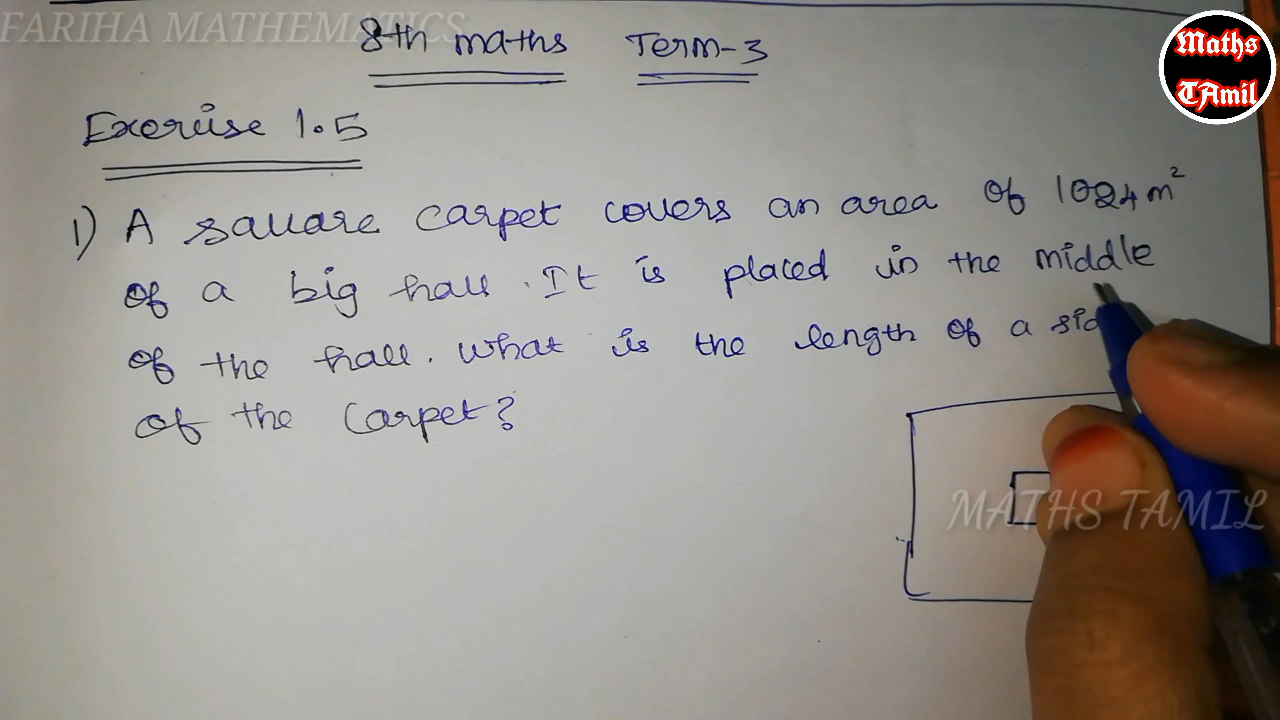 FARIHA MATHEMATICS
8th maths Term-3
Maths
TAmil
Exercise 1.5
1) A square carpet covers an area of 1024 m²
of a big hall. It is placed in the middle
of the hall. What is the length of a
of the carpet?
MATHS TAMIL